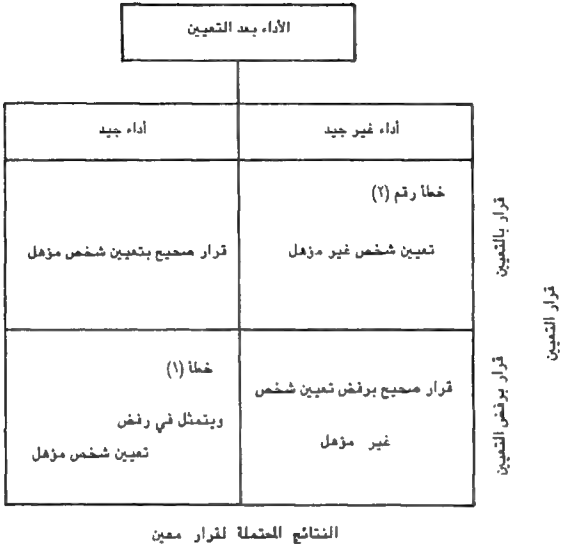 الأداء بعد التعيين
أداء غير جيد
أداء جيد
خطأ رقم (٢)
تعيين شخص غير مؤهل
قرار صحيح بتعيين شخص مؤهل
قرار بالتعيين
قرار التعيين
قرار صحيح برفض تعيين شخص
غير مؤهل
خطأ (١)
ويتمثل في رفض
تعيين شخص مؤهل
قرار برفض التعيين
النتائج المحتملة لقرار معين